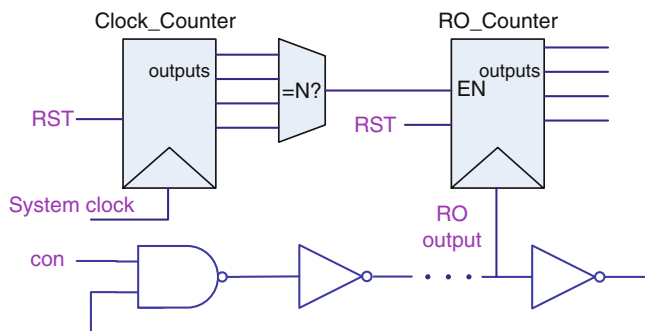 Clock_Counter
RO_Counter
outputs
outputs
=N?
EN
RST
RST
System clock
RO
output
con